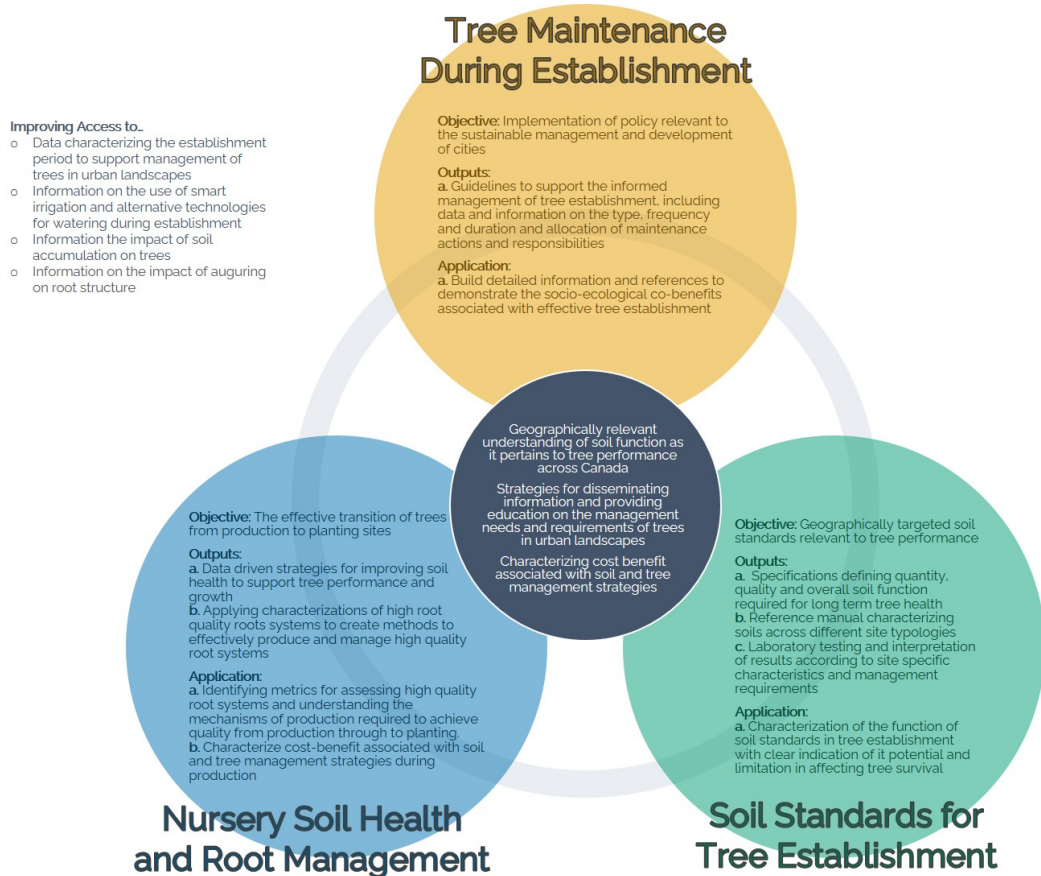 Tree Maintenance
During Establishment
Improving Access to...
o Data characterizing the establishment
period to support management of
trees in urban landscapes
o Information on the use of smart
irrigation and alternative technologies
for watering during establishment
o Information the impact of soil
accumulation on trees
o Information on the impact of auguring
on root structure
Objective: Implementation of policy relevant to
the sustainable management and development
of cities
Outputs:
a. Guidelines to support the informed
management of tree establishment, including
data and information on the type, frequency
and duration and allocation of maintenance
actions and responsibilities
Application:
a. Build detailed information and references to
demonstrate the socio-ecological co-benefits
associated with effective tree establishment
Geographically relevant
understanding of soil function as
it pertains to tree performance
across Canada
Strategies for disseminating
information and providing
education on the management
needs and requirements of trees
in urban landscapes
Characterizing cost benefit
associated with soil and tree
management strategies
Objective: The effective transition of trees
from production to planting sites
Outputs:
a. Data driven strategies for improving soil
health to support tree performance and
growth
b. Applying characterizations of high root
quality roots systems to create methods to
effectively produce and manage high quality
root systems
Application:
a. Identifying metrics for assessing high quality
root systems and understanding the
mechanisms of production required to achieve
quality from production through to planting.
b. Characterize cost-benefit associated with soil
and tree management strategies during
production
Nursery Soil Health
and Root Management
Objective: Geographically targeted soil
standards relevant to tree performance
Outputs:
a. Specifications defining quantity,
quality and overall soil function
required for long term tree health
b. Reference manual characterizing
soils across different site typologies
c. Laboratory testing and interpretation
of results according to site specific
characteristics and management
requirements
Application:
a. Characterization of the function of
soil standards in tree establishment
with clear indication of it potential and
limitation in affecting tree survival
Soil Standards for
Tree Establishment